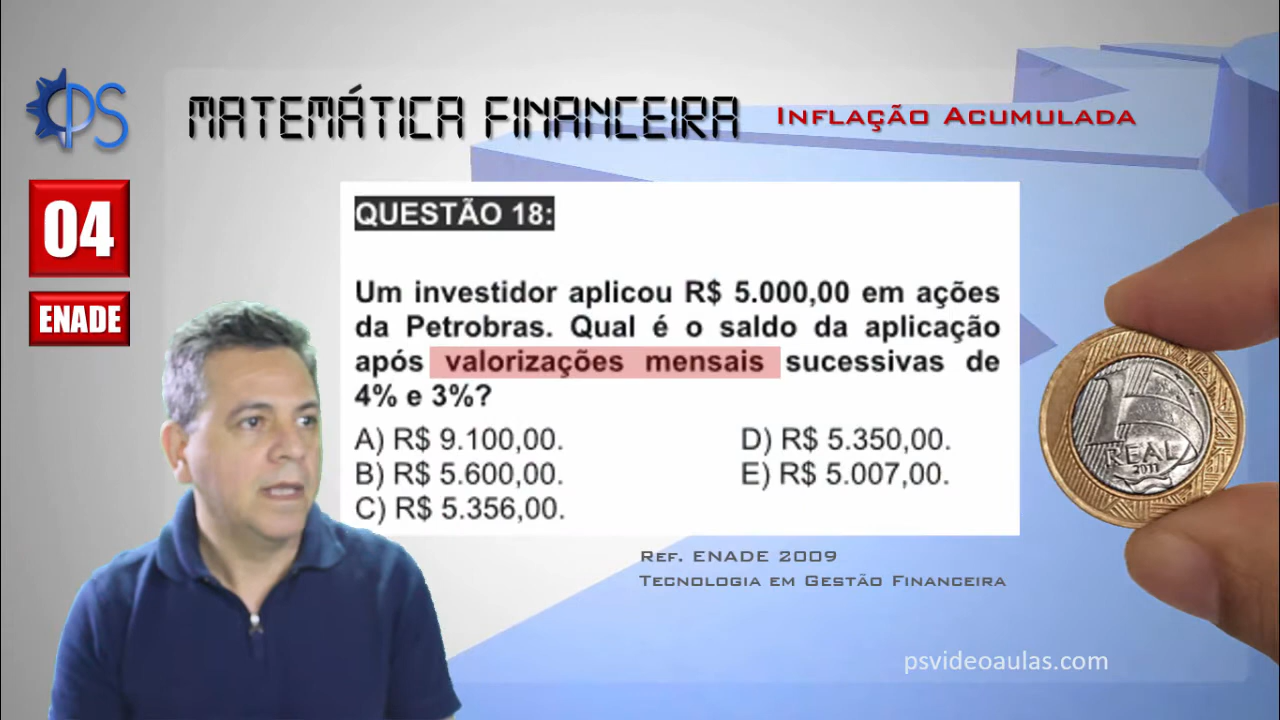 PS
MATEMÁTICA FINANCEIRA
INFLAÇÃO ACUMULADA
04
ENADE
QUESTÃO 18:
Um investidor aplicou R$ 5.000,00 em ações
da Petrobras. Qual é o saldo da aplicação
após valorizações mensais sucessivas de
4% e 3%?
A) R$ 9.100,00.
B) R$ 5.600,00.
C) R$ 5.356,00.
D) R$ 5.350,00.
E) R$ 5.007,00.
1
REAL
2011
REF. ENADE 2009
TECNOLOGIA EM GESTÃO FINANCEIRA
psvideoaulas.com